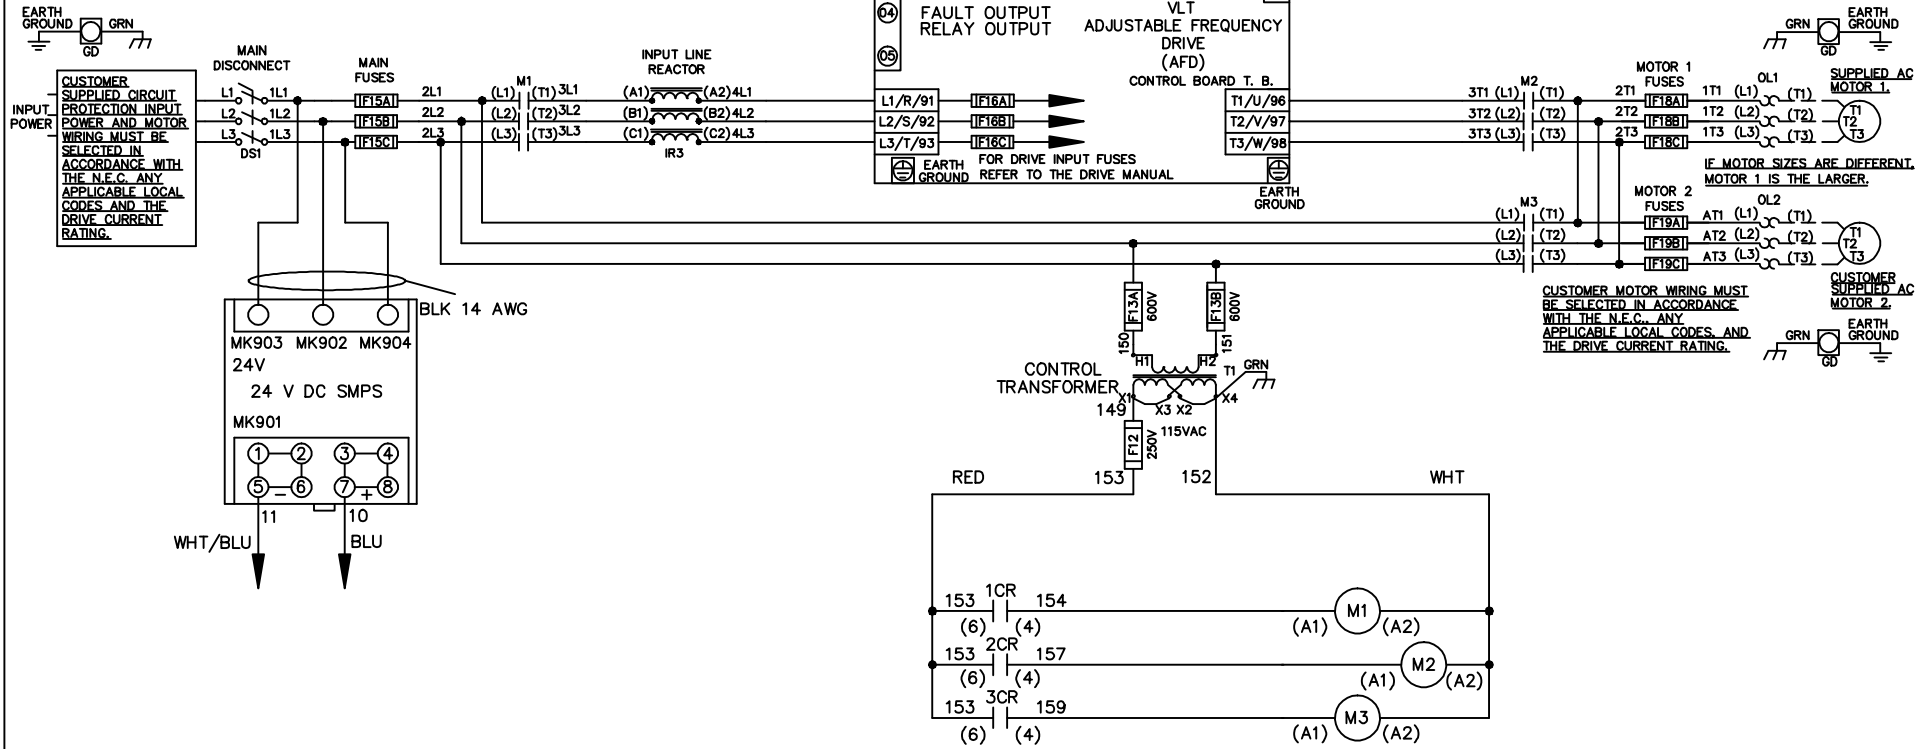 EARTH
GROUND
GRN
GD
CUSTOMER
SUPPLIED CIRCUIT
PROTECTION INPUT
POWER AND MOTOR
WIRING MUST BE
SELECTED IN
ACCORDANCE WITH
THE N.E.C. ANY
APPLICABLE LOCAL
CODES AND THE
DRIVE CURRENT
RATING.
INPUT
POWER
MAIN
DISCONNECT
L1 1L1
L2 1L2
L3 1L3
DS1
MAIN
FUSES
F15A
F15B
F15C
2L1
2L2
2L3
M1
(L1) (T1) 3L1
(L2) (T2) 3L2
(L3) (T3) 3L3
INPUT LINE
REACTOR
(A1) (A2) 4L1
(B1) (B2) 4L2
(C1) (C2) 4L3
IR3
04
05
FAULT OUTPUT
RELAY OUTPUT
VLT
ADJUSTABLE FREQUENCY
DRIVE
(AFD)
CONTROL BOARD T. B.
L1/R/91
L2/S/92
L3/T/93
F16A
F16B
F16C
T1/U/96
T2/V/97
T3/W/98
EARTH
GROUND
FOR DRIVE INPUT FUSES
REFER TO THE DRIVE MANUAL
EARTH
GROUND
M2
3T1 (L1) (T1)
3T2 (L2) (T2)
3T3 (L3) (T3)
MOTOR 1
FUSES
2T1 F18A 1T1 (L1)
2T2 F18B 1T2 (L2)
2T3 F18C 1T3 (L3)
OL1
(T1)
(T2)
(T3)
T1
T2
T3
GRN
GD
EARTH
GROUND
SUPPLIED AC
MOTOR 1.
IF MOTOR SIZES ARE DIFFERENT,
MOTOR 1 IS THE LARGER.
M3
(L1) (T1)
(L2) (T2)
(L3) (T3)
MOTOR 2
FUSES
F19A AT1 (L1)
F19B AT2 (L2)
F19C AT3 (L3)
OL2
(T1)
(T2)
(T3)
T1
T2
T3
CUSTOMER
SUPPLIED AC
MOTOR 2.
CUSTOMER MOTOR WIRING MUST
BE SELECTED IN ACCORDANCE
WITH THE N.E.C., ANY
APPLICABLE LOCAL CODES, AND
THE DRIVE CURRENT RATING.
GRN
GD
EARTH
GROUND
BLK 14 AWG
MK903 MK902 MK904
24V
24 V DC SMPS
MK901
1 2 3 4
5 – 6 7 + 8
11
10
WHT/BLU
BLU
F13A
600V
F13B
600V
150
151
H1 H2
CONTROL
TRANSFORMER
T1
GRN
X1 X3 X2 X4
149
115VAC
F12
250V
RED
153
152
WHT
153 1CR 154
(6) (4)
(A1) M1 (A2)
153 2CR 157
(6) (4)
(A1) M2 (A2)
153 3CR 159
(6) (4)
(A1) M3 (A2)